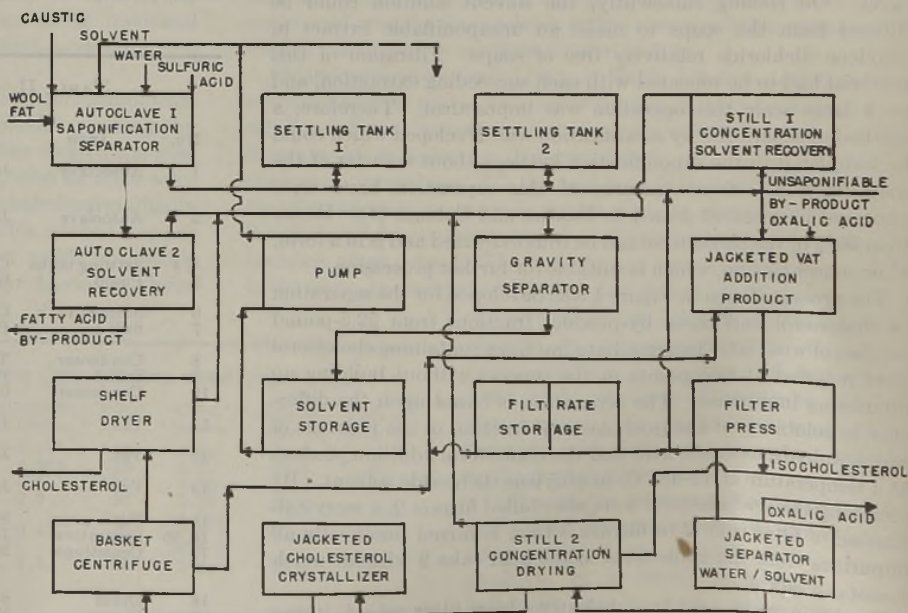 CAUSTIC
SOLVENT
WATER
SULFURIC
ACID
WOOL
FAT
AUTOCLAVE I
SAPONIFICATION
SEPARATOR
SETTLING TANK
I
SETTLING TANK
2
STILL I
CONCENTRATION
SOLVENT RECOVERY
UNSAPONIFIABLE
BY-PRODUCT
OXALIC ACID
AUTOCLAVE 2
SOLVENT
RECOVERY
PUMP
GRAVITY
SEPARATOR
JACKETED VAT
ADDITION
PRODUCT
FATTY ACID
BY-PRODUCT
SHELF
DRYER
SOLVENT
STORAGE
FILTRATE
STORAGE
FILTER
PRESS
CHOLESTEROL
ISOCHOLESTEROL
OXALIC ACID
BASKET
CENTRIFUGE
JACKETED
CHOLESTEROL
CRYSTALLIZER
STILL 2
CONCENTRATION
DRYING
JACKETED
SEPARATOR
WATER / SOLVENT